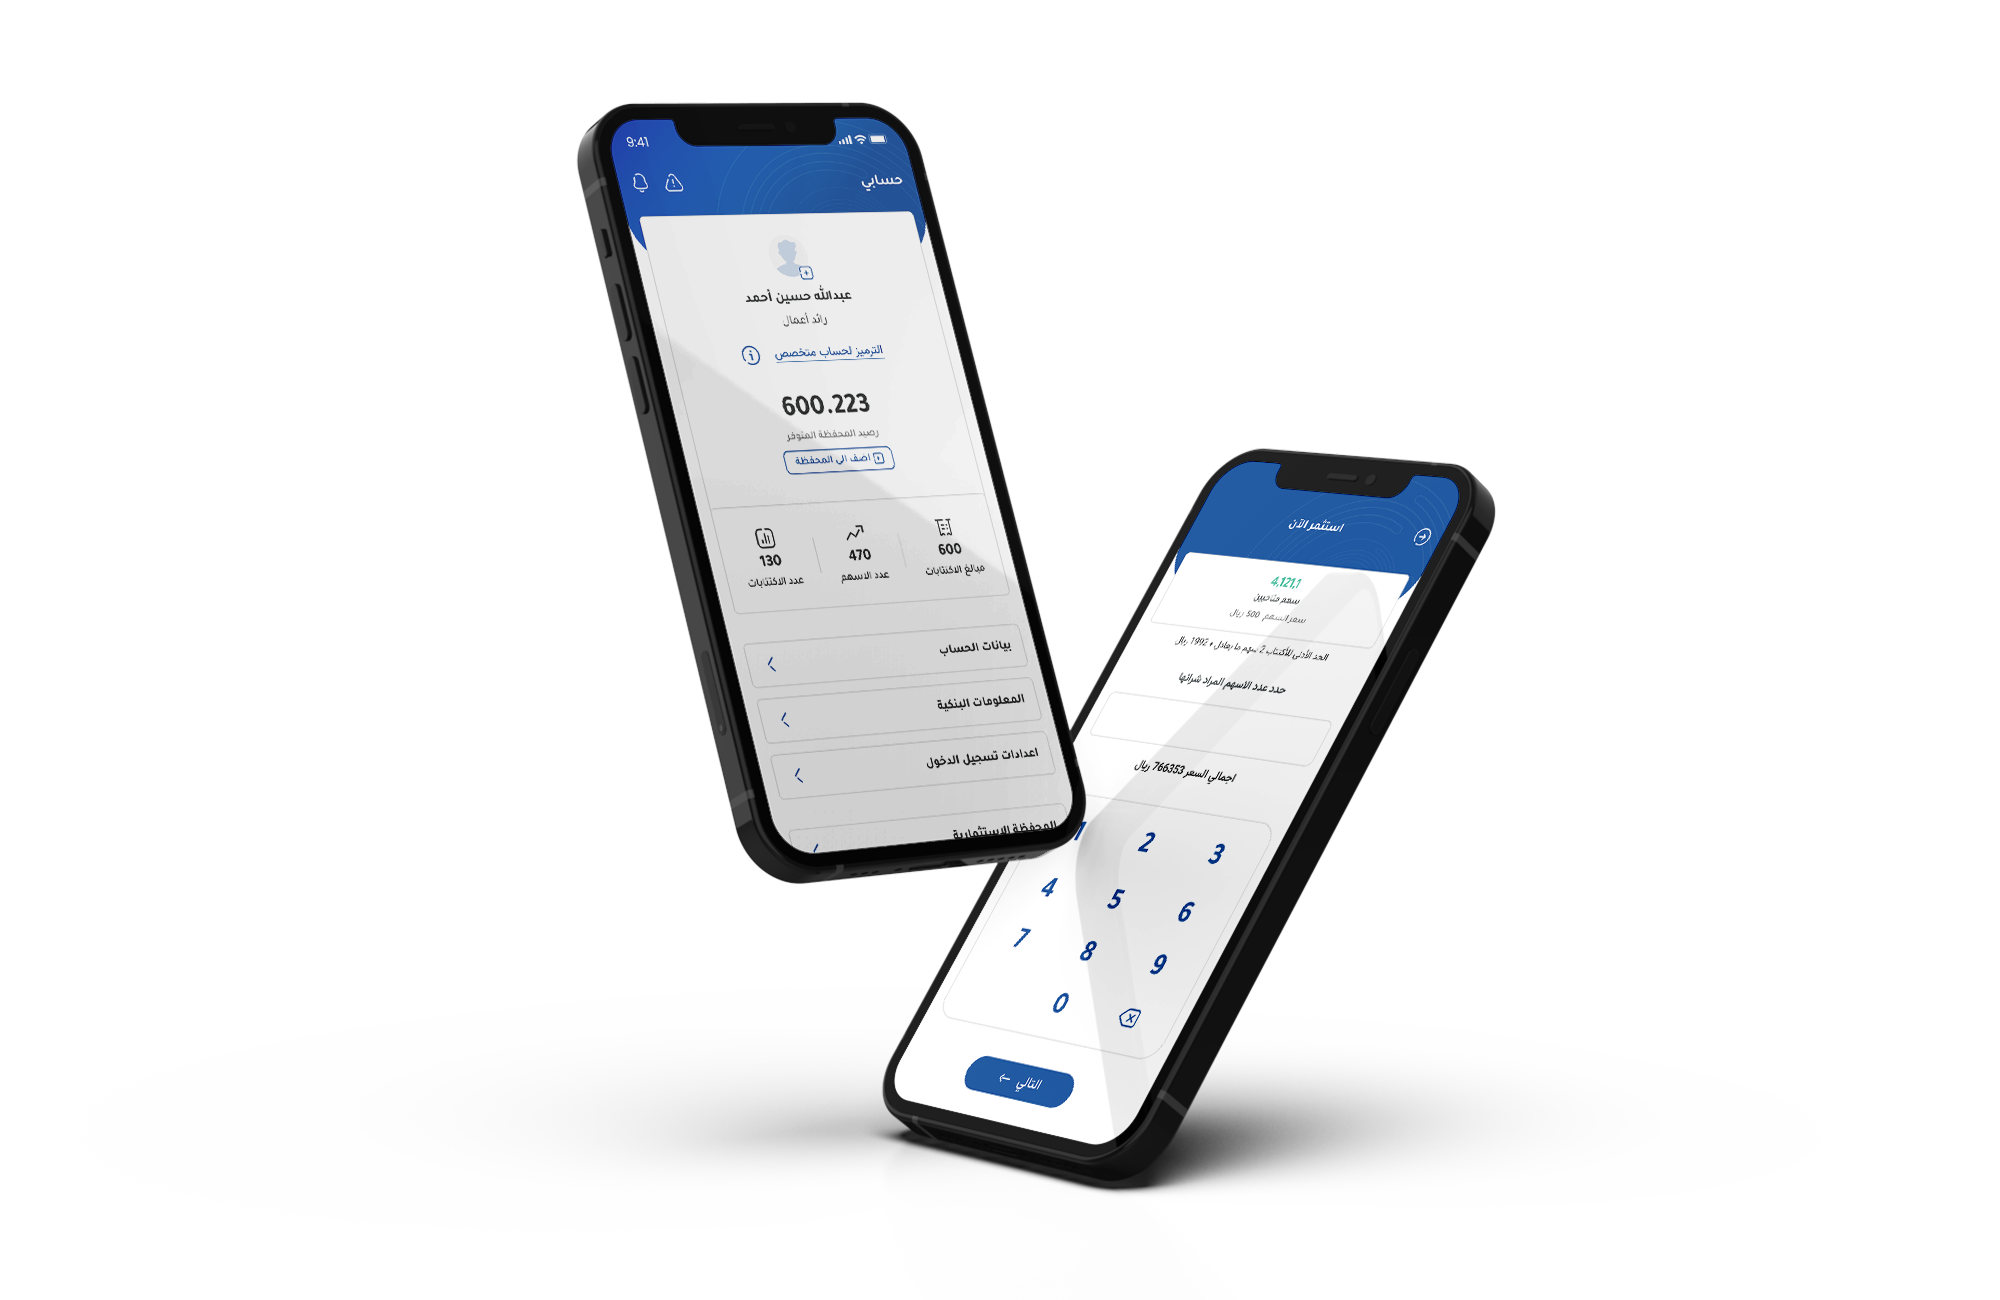 9:41
حسابي
عبدالله حسين أحمد
رائد أعمال
الترميز لحساب متخصص
600.223
رصيد المحفظة المتوفر
اضف الى المحفظة
600
مبالغ الاكتتابات
470
عدد الاسهم
130
عدد الاكتتابات
بيانات الحساب
المعلومات البنكية
اعدادات تسجيل الدخول
المحفظة الاستثمارية
استثمر الآن
4,121,1
سهم متاحين
سعر السهم 500 ريال
الحد الأدنى للأكتتاب 2 سهم ما يعادل • 1992 ريال
حدد عدد الاسهم المراد شرائها
اجمالي السعر 766353 ريال
1 2 3
4 5 6
7 8 9
0
التالي